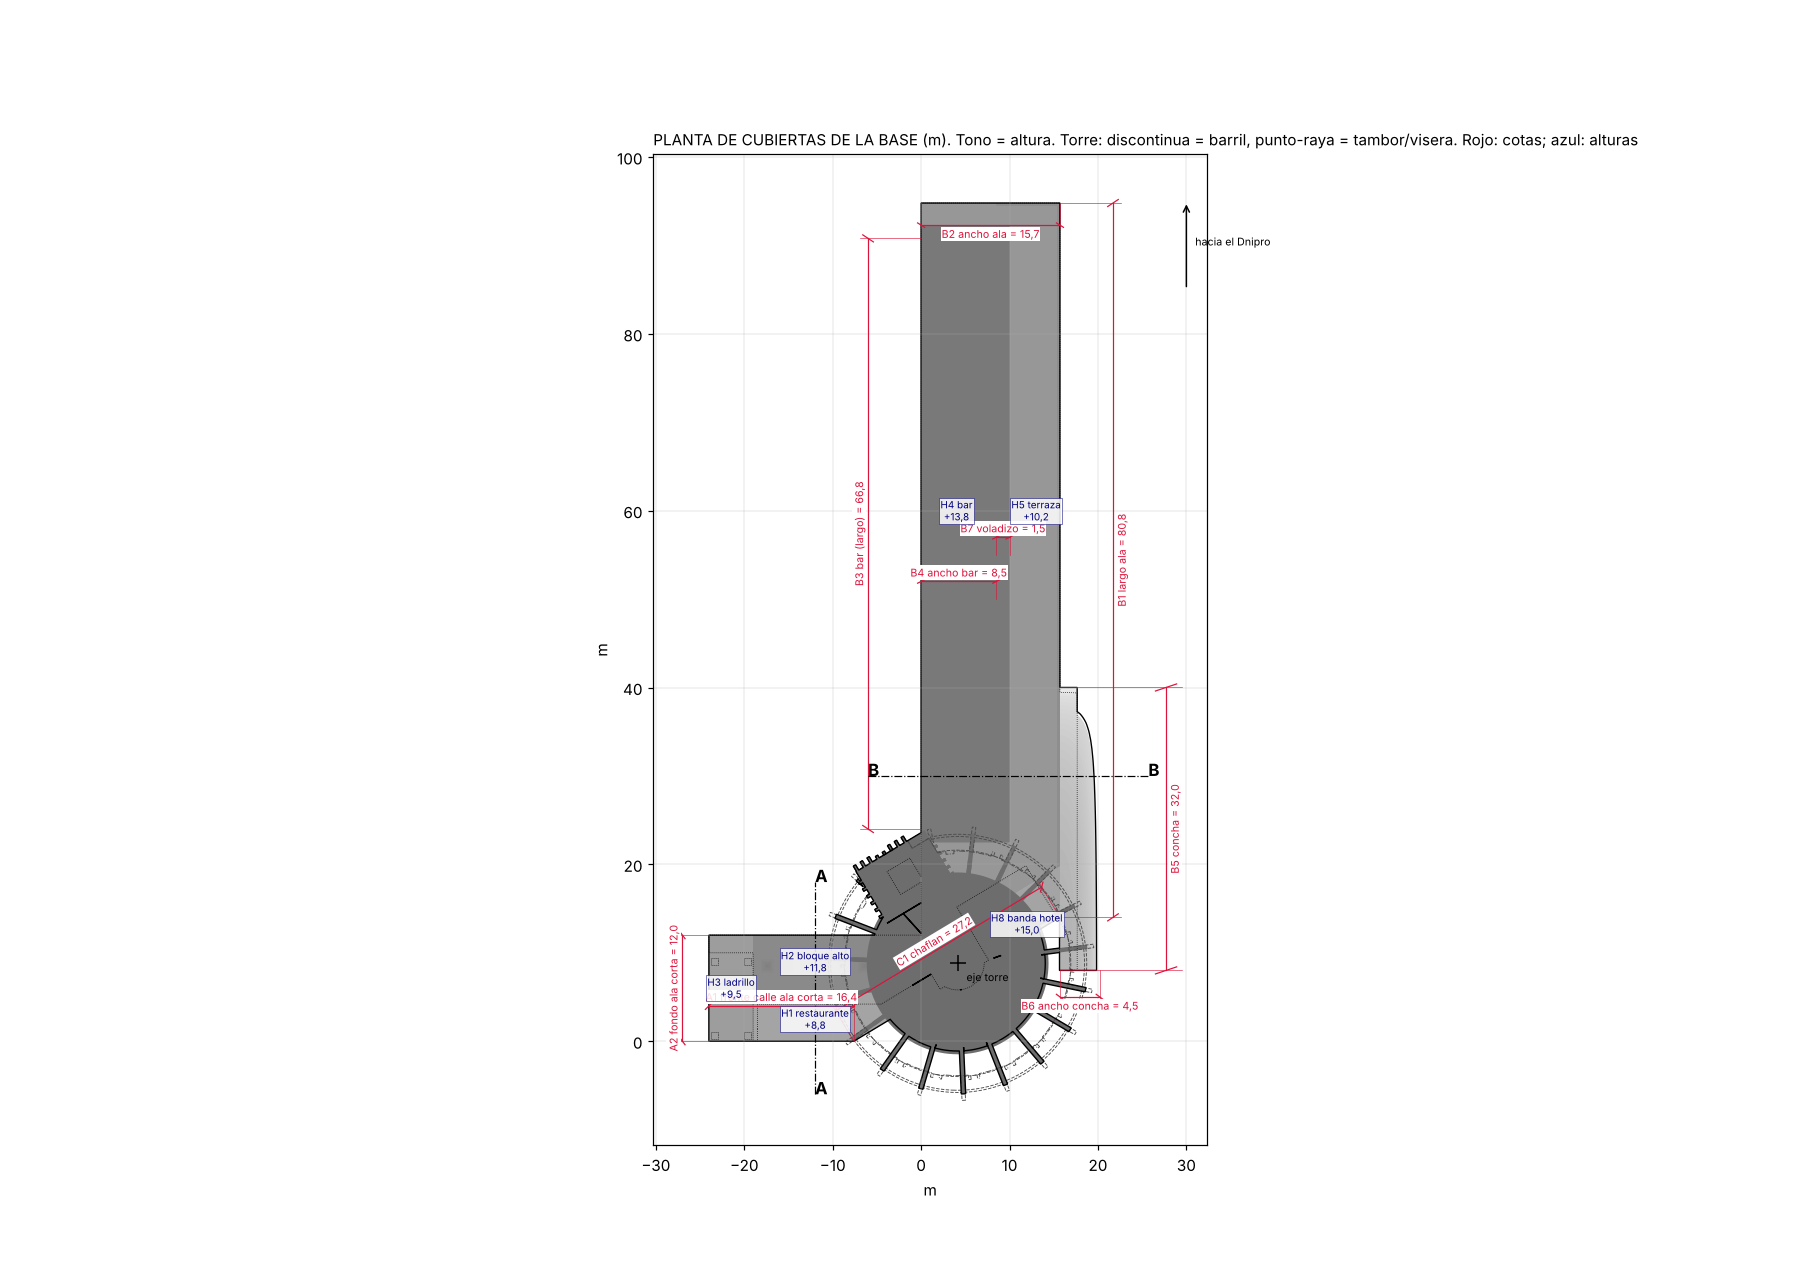 PLANTA DE CUBIERTAS DE LA BASE (m). Tono = altura. Torre: discontinua = barril, punto-raya = tambor/visera. Rojo: cotas; azul: alturas
100
B2 ancho ala = 15,7
hacia el Dnipro
80
B3 bar (largo) = 66,8
60
H4 bar
+13,8
H5 terraza
+10,2
B7 voladizo = 1,5
B4 ancho bar = 8,5
B1 largo ala = 80,8
m
40
B
B
B5 concha = 32,0
20
A
A2 fondo ala corta = 12,0
H2 bloque alto
+11,8
C1 chaflan = 27,2
H8 banda hotel
+15,0
eje torre
H3 ladrillo
+9,5
calle ala corta = 16,4
B6 ancho concha = 4,5
H1 restaurante
+8,8
0
A
−30
−20
−10
0
10
20
30
m